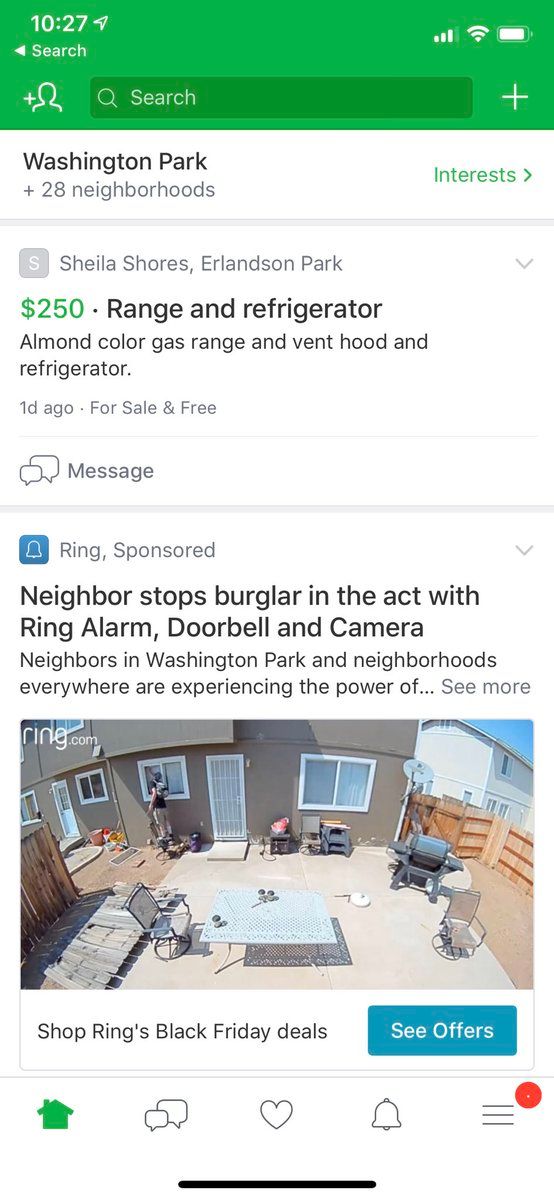 10:27
◀ Search
Search
Washington Park
+ 28 neighborhoods
Interests >
S
Sheila Shores, Erlandson Park
$250 · Range and refrigerator
Almond color gas range and vent hood and
refrigerator.
1d ago · For Sale & Free
Message
Ring, Sponsored
Neighbor stops burglar in the act with
Ring Alarm, Doorbell and Camera
Neighbors in Washington Park and neighborhoods
everywhere are experiencing the power of... See more
ring.com
Shop Ring's Black Friday deals
See Offers